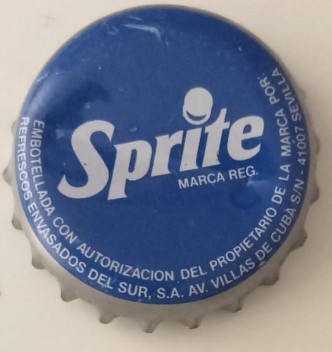 Sprite
MARCA REG.
EMBOTELLADA CON AUTORIZACION DEL PROPIETARIO DE LA MARCA POR:
REFRESCOS ENVASADOS DEL SUR, S.A. AV. VILLAS DE CUBA S/N - 41007 SEVILLA